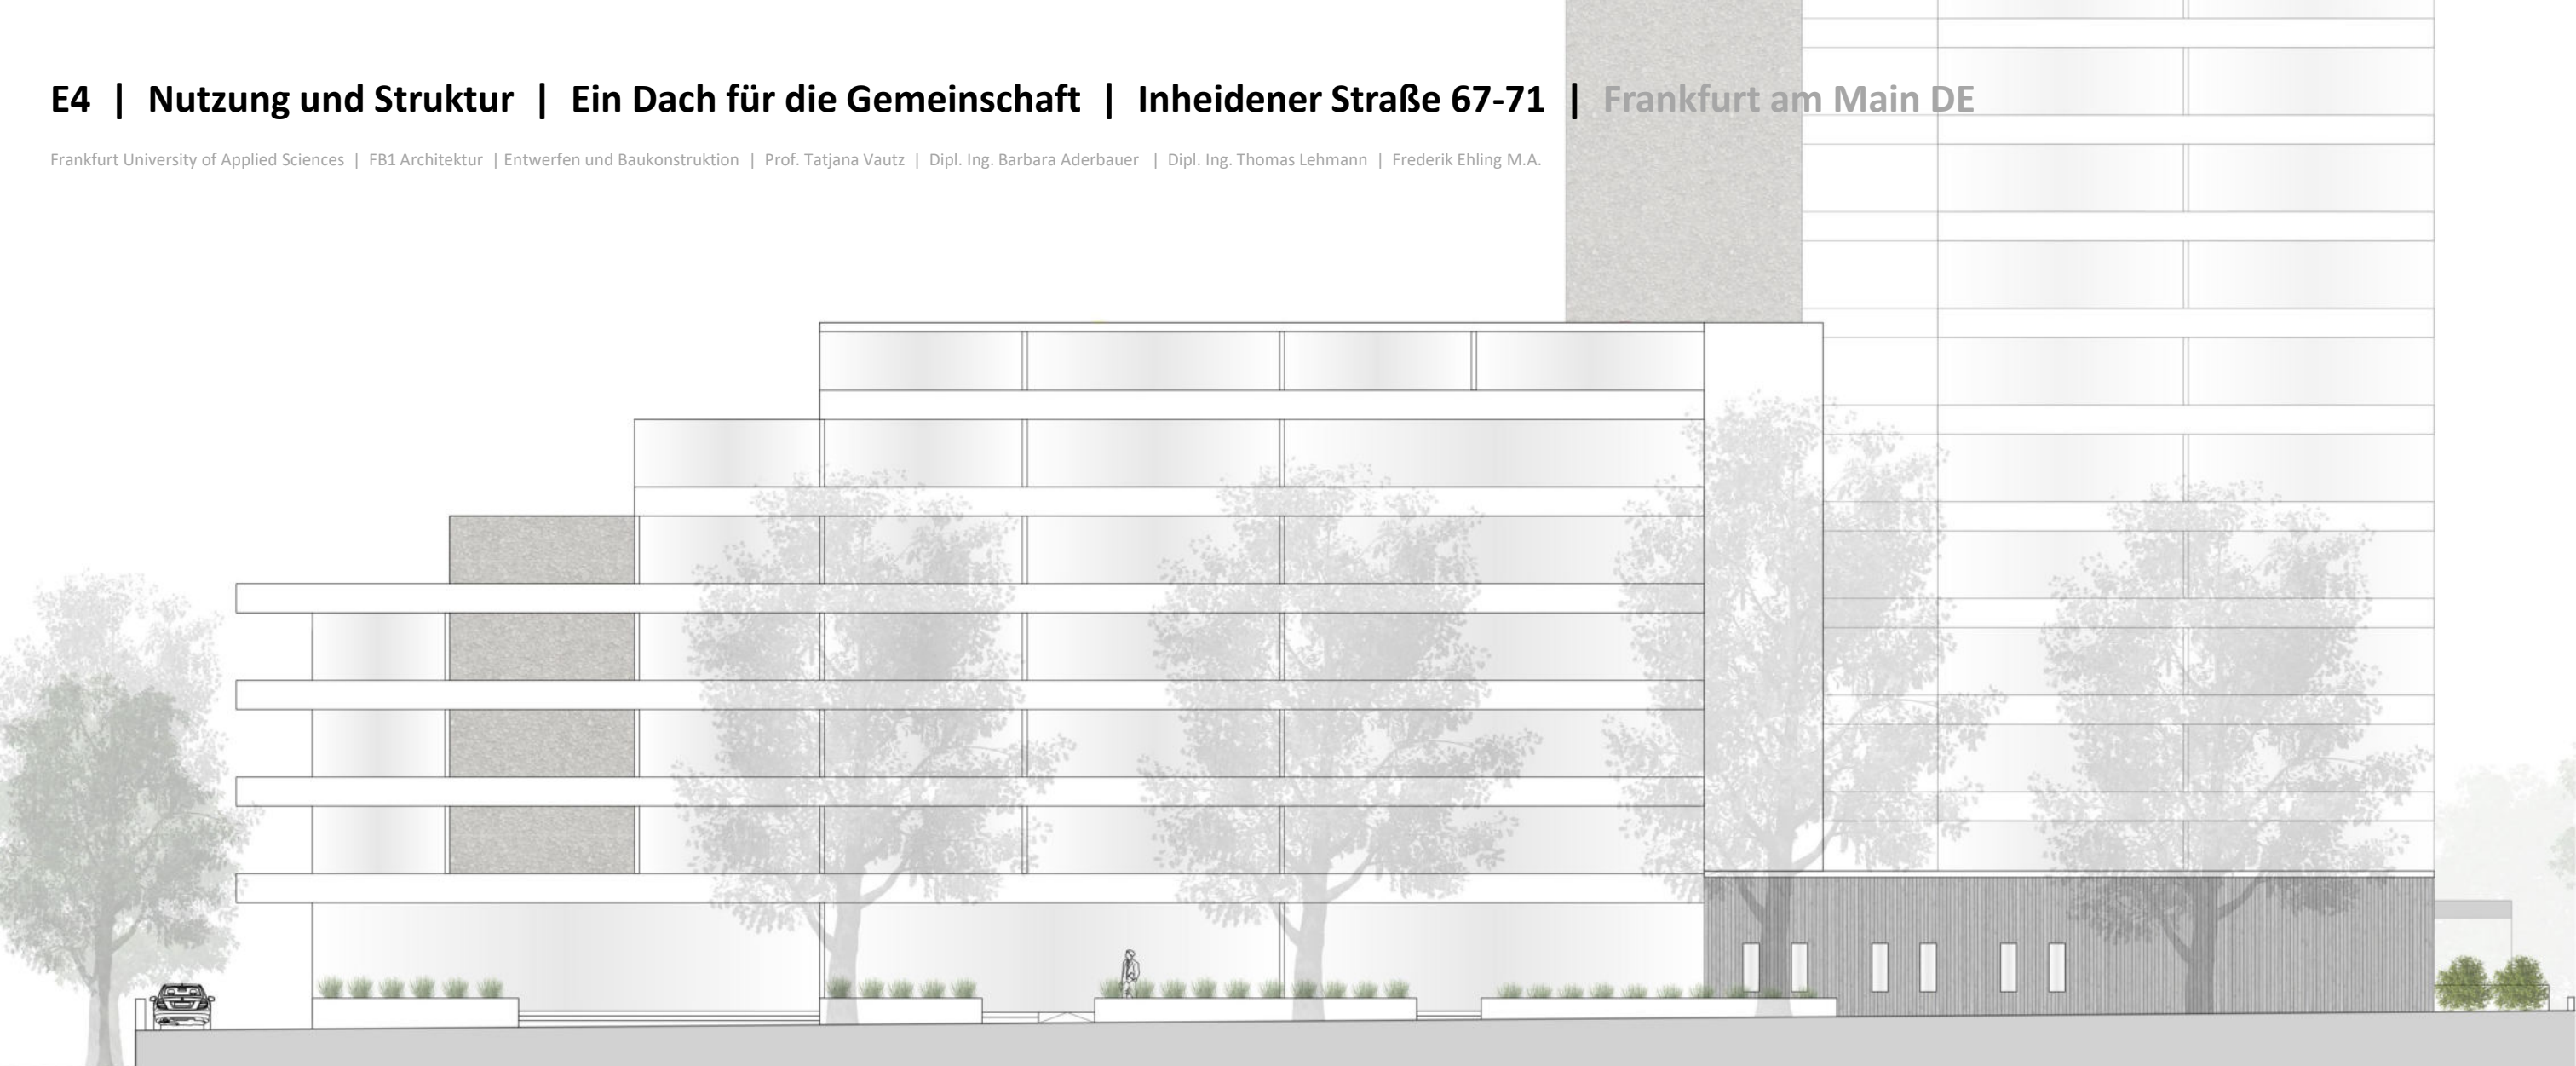 E4 | Nutzung und Struktur | Ein Dach für die Gemeinschaft | Inheidener Straße 67-71 | Frankfurt am Main DE
Frankfurt University of Applied Sciences | FB1 Architektur | Entwerfen und Baukonstruktion | Prof. Tatjana Vautz | Dipl. Ing. Barbara Aderbauer | Dipl. Ing. Thomas Lehmann | Frederik Ehling M.A.